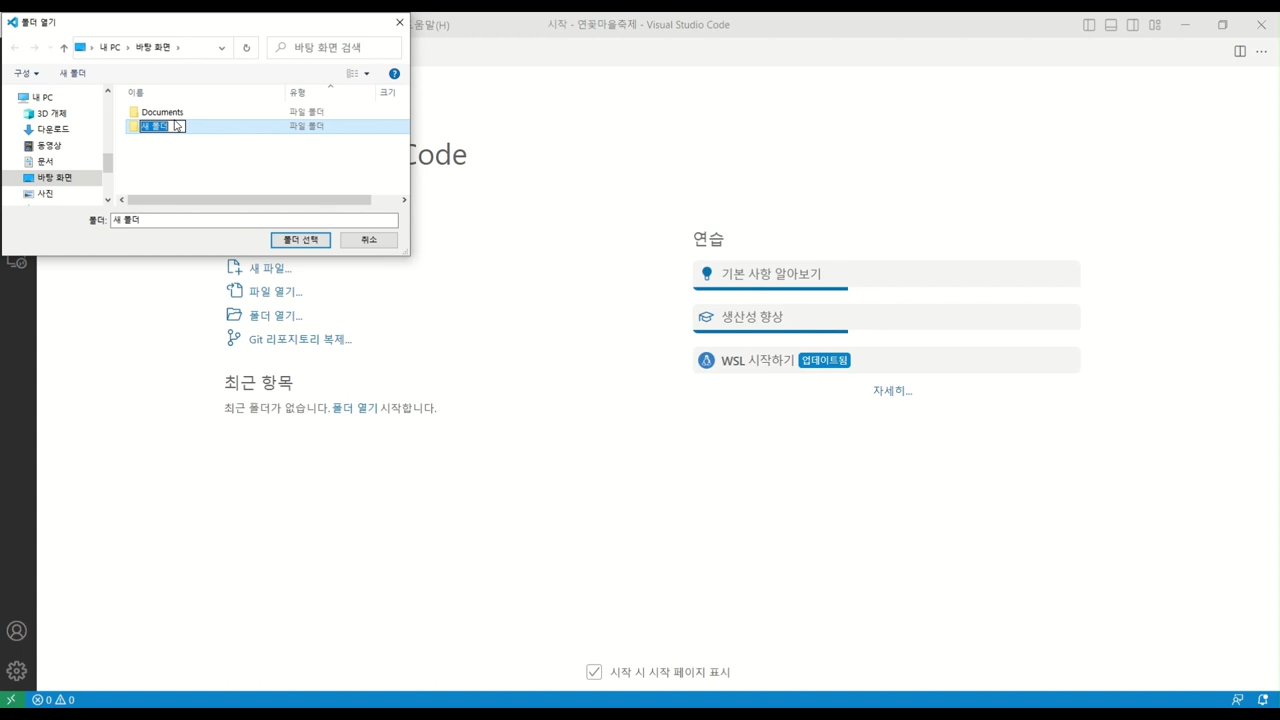 폴더 열기
도움말(H)
시작 - 연꽃마을축제 - Visual Studio Code
내 PC > 바탕 화면 >
바탕 화면 검색
구성
새 폴더
내 PC
3D 개체
다운로드
동영상
문서
바탕 화면
사진
이름
유형
크기
Documents
파일 폴더
새 폴더
파일 폴더
폴더:
새 폴더
폴더 선택
취소
Code
새 파일...
파일 열기...
폴더 열기...
Git 리포지토리 복제...
최근 항목
최근 폴더가 없습니다. 폴더 열기 시작합니다.
연습
기본 사항 알아보기
생산성 향상
WSL 시작하기 업데이트됨
자세히...
시작 시 시작 페이지 표시
0 0